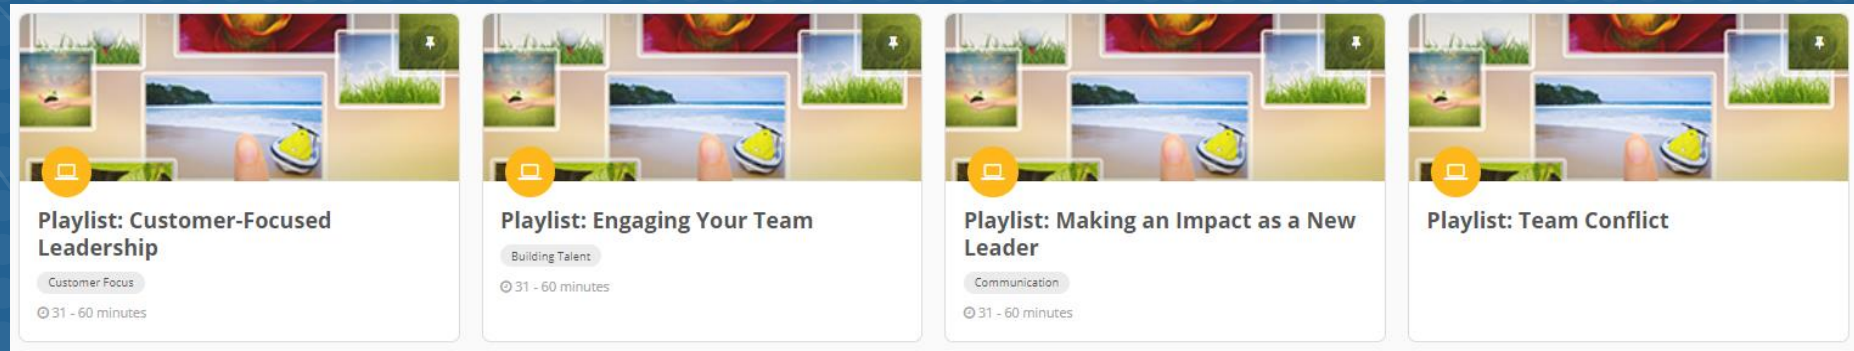 Playlist: Customer-Focused
Leadership
Customer Focus
31 - 60 minutes
Playlist: Engaging Your Team
Building Talent
31 - 60 minutes
Playlist: Making an Impact as a New
Leader
Communication
31 - 60 minutes
Playlist: Team Conflict